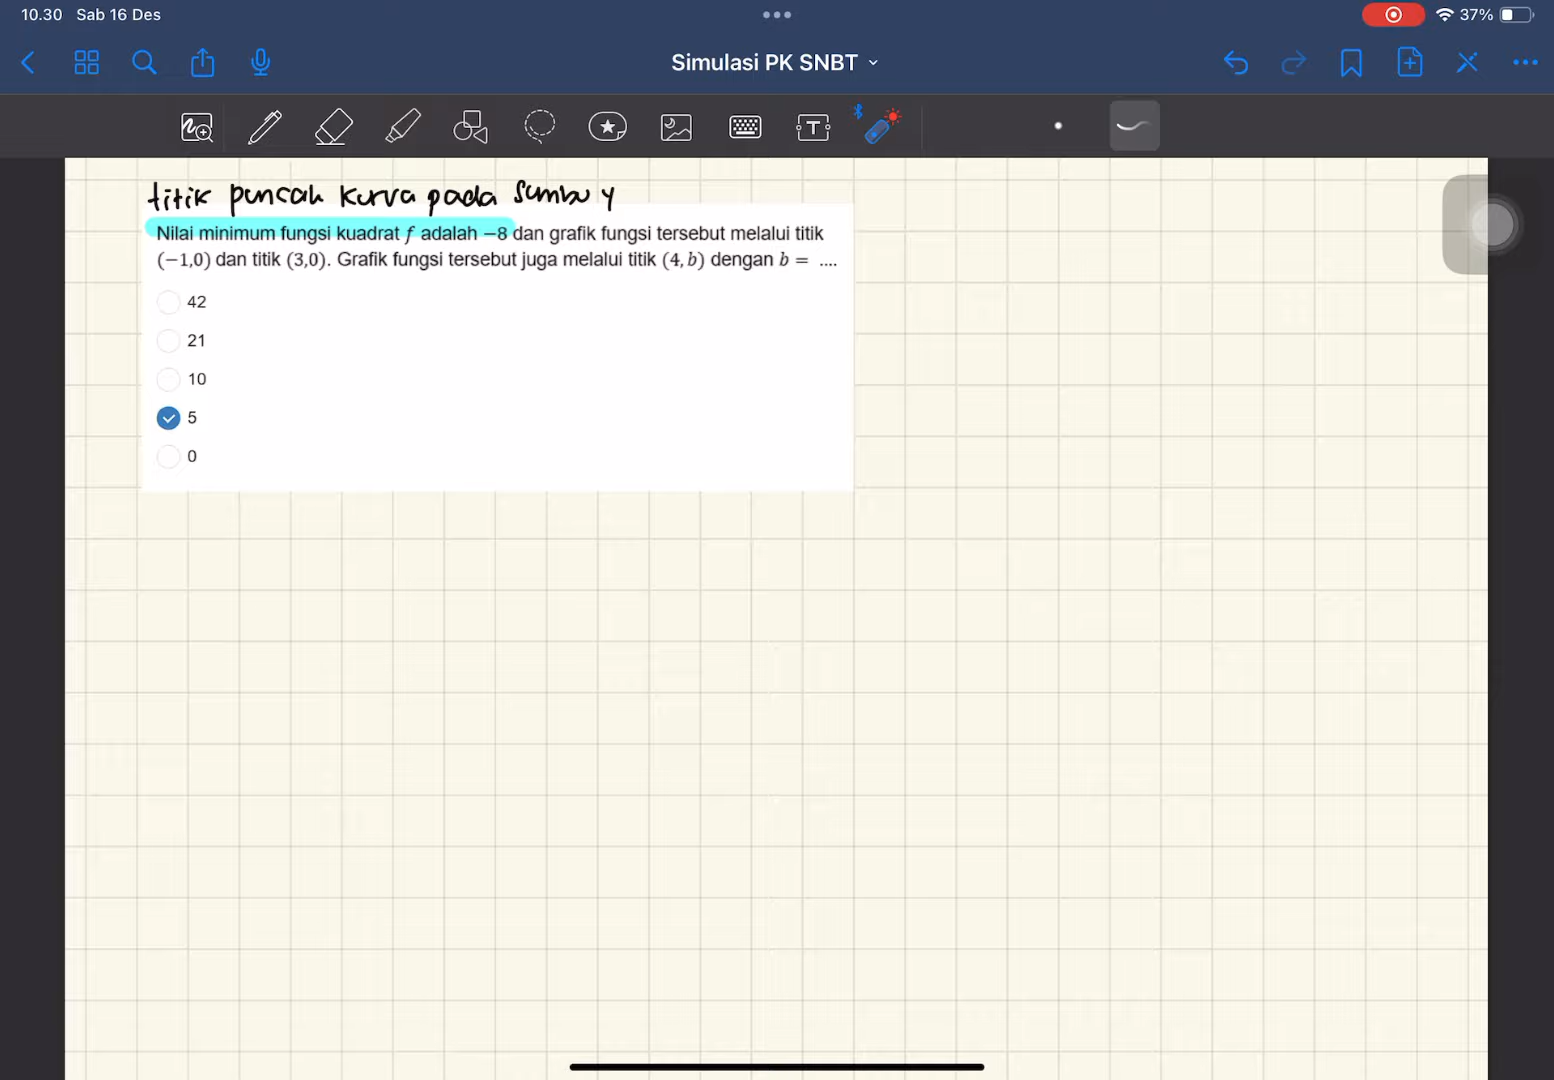 10.30 Sab 16 Des
37%
Simulasi PK SNBT
T
titik puncak kurva pada sumbu y
Nilai minimum fungsi kuadrat f adalah −8 dan grafik fungsi tersebut melalui titik
(−1,0) dan titik (3,0). Grafik fungsi tersebut juga melalui titik (4, b) dengan b = ....
42
21
10
5
0